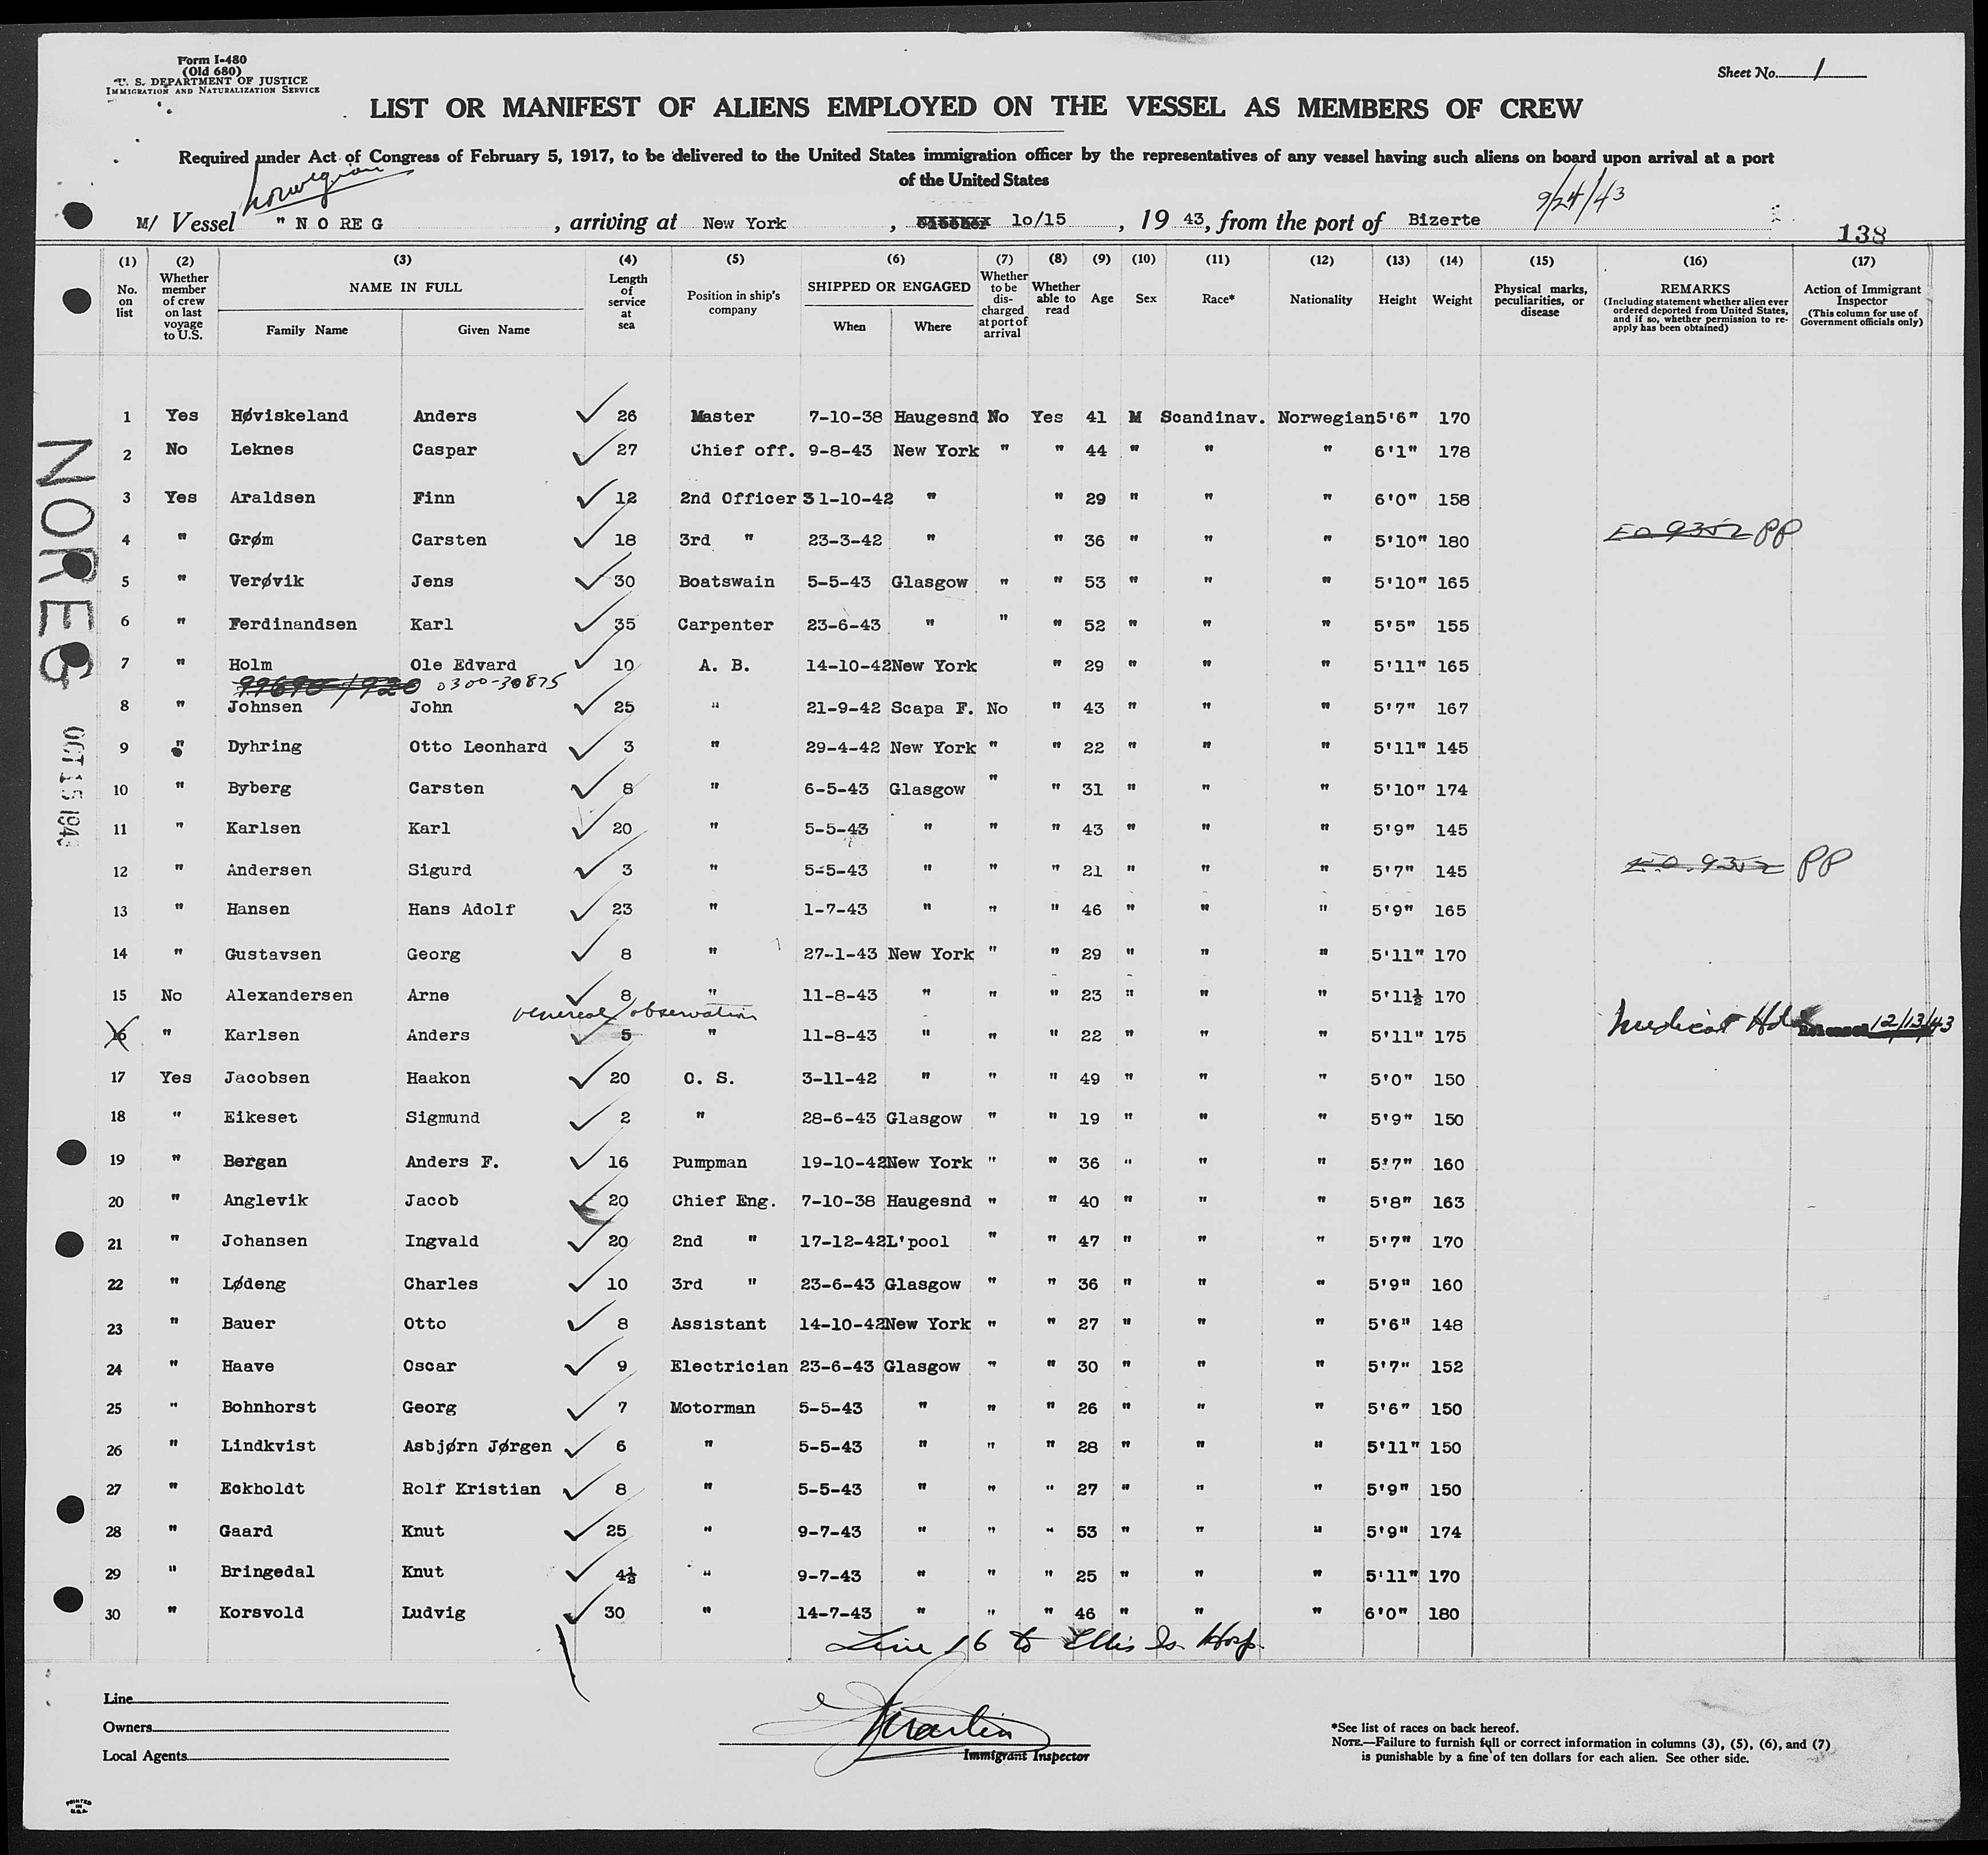 Form I-480
(Old 680)
U. S. DEPARTMENT OF JUSTICE
IMMIGRATION AND NATURALIZATION SERVICE
Sheet No. 1
LIST OR MANIFEST OF ALIENS EMPLOYED ON THE VESSEL AS MEMBERS OF CREW
Required under Act of Congress of February 5, 1917, to be delivered to the United States immigration officer by the representatives of any vessel having such aliens on board upon arrival at a port
of the United States
Norwegian
9/24/43
M/ Vessel "NOREG , arriving at New York , 10/15 , 19 43, from the port of Bizerte
138
(1) (2) (3) (4) (5) (6) (7) (8) (9) (10) (11) (12) (13) (14) (15) (16) (17)
No. on list Whether member of crew on last voyage to U.S. NAME IN FULL Family Name Given Name Length of service at sea Position in ship's company SHIPPED OR ENGAGED When Where Whether to be discharged at port of arrival Whether able to read Age Sex Race* Nationality Height Weight Physical marks, peculiarities, or disease REMARKS (Including statement whether alien ever ordered deported from United States, and if so, whether permission to re-apply has been obtained) Action of Immigrant Inspector (This column for use of Government officials only)
1 Yes Høviskeland Anders 26 Master 7-10-38 Haugesnd No Yes 41 M Scandinav. Norwegian 5'6" 170
2 No Leknes Caspar 27 Chief off. 9-8-43 New York " " 44 " " " 6'1" 178
3 Yes Araldsen Finn 12 2nd Officer 31-10-42 " " 29 " " " 6'0" 158
4 " Grøm Carsten 18 3rd " 23-3-42 " " 36 " " " 5'10" 180 EO 9352 PP
5 " Verøvik Jens 30 Boatswain 5-5-43 Glasgow " " 53 " " " 5'10" 165
6 " Ferdinandsen Karl 35 Carpenter 23-6-43 " " " 52 " " " 5'5" 155
7 " Holm Ole Edvard 10 A. B. 14-10-42 New York " 29 " " " 5'11" 165
99690/920 0300-30875
8 " Johnsen John 25 " 21-9-42 Scapa F. No " 43 " " " 5'7" 167
9 " Dyhring Otto Leonhard 3 " 29-4-42 New York " " 22 " " " 5'11" 145
10 " Byberg Carsten 8 " 6-5-43 Glasgow " " 31 " " " 5'10" 174
11 " Karlsen Karl 20 " 5-5-43 " " " 43 " " " 5'9" 145
12 " Andersen Sigurd 3 " 5-5-43 " " " 21 " " " 5'7" 145 E.O. 9352 PP
13 " Hansen Hans Adolf 23 " 1-7-43 " " " 46 " " " 5'9" 165
14 " Gustavsen Georg 8 " 27-1-43 New York " " 29 " " " 5'11" 170
15 No Alexandersen Arne 8 " 11-8-43 " " " 23 " " " 5'11½ 170
venereal observation
16 " Karlsen Anders 5 " 11-8-43 " " " 22 " " " 5'11" 175 Medical Hd Released 12/13/43
17 Yes Jacobsen Haakon 20 O. S. 3-11-42 " " " 49 " " " 5'0" 150
18 " Eikeset Sigmund 2 " 28-6-43 Glasgow " " 19 " " " 5'9" 150
19 " Bergan Anders F. 16 Pumpman 19-10-42 New York " " 36 " " " 5'7" 160
20 " Anglevik Jacob 20 Chief Eng. 7-10-38 Haugesnd " " 40 " " " 5'8" 163
21 " Johansen Ingvald 20 2nd " 17-12-42 L'pool " " 47 " " " 5'7" 170
22 " Lødeng Charles 10 3rd " 23-6-43 Glasgow " " 36 " " " 5'9" 160
23 " Bauer Otto 8 Assistant 14-10-42 New York " " 27 " " " 5'6" 148
24 " Haave Oscar 9 Electrician 23-6-43 Glasgow " " 30 " " " 5'7" 152
25 " Bohnhorst Georg 7 Motorman 5-5-43 " " " 26 " " " 5'6" 150
26 " Lindkvist Asbjørn Jørgen 6 " 5-5-43 " " " 28 " " " 5'11" 150
27 " Eckholdt Rolf Kristian 8 " 5-5-43 " " " 27 " " " 5'9" 150
28 " Gaard Knut 25 " 9-7-43 " " " 53 " " " 5'9" 174
29 " Bringedal Knut 4½ " 9-7-43 " " " 25 " " " 5'11" 170
30 " Korsvold Ludvig 30 " 14-7-43 " " " 46 " " " 6'0" 180
Line 16 to Ellis Is. Hosp.
NOREG
OCT 15 1943
Line
Owners
Local Agents
Martin
Immigrant Inspector
*See list of races on back hereof.
NOTE.—Failure to furnish full or correct information in columns (3), (5), (6), and (7)
is punishable by a fine of ten dollars for each alien. See other side.
PRINTED
IN
U.S.A.